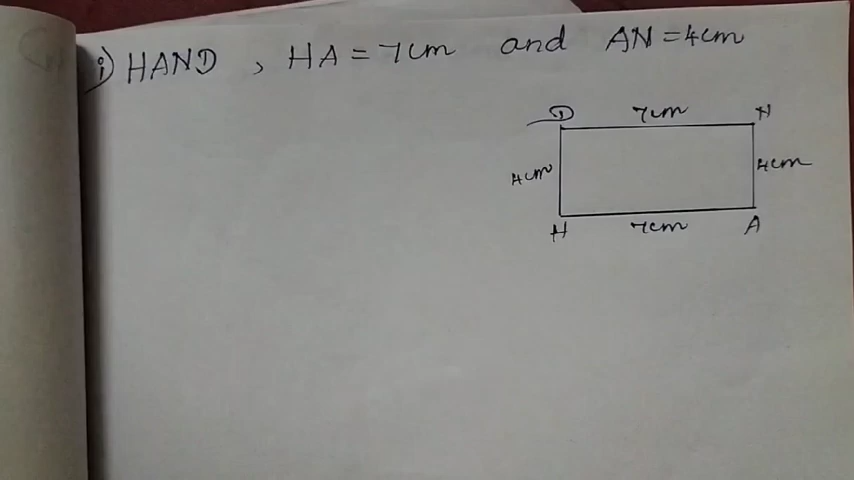 i) HAND, HA = 7cm and AN = 4cm
D 7cm N
4cm 4cm
H 7cm A